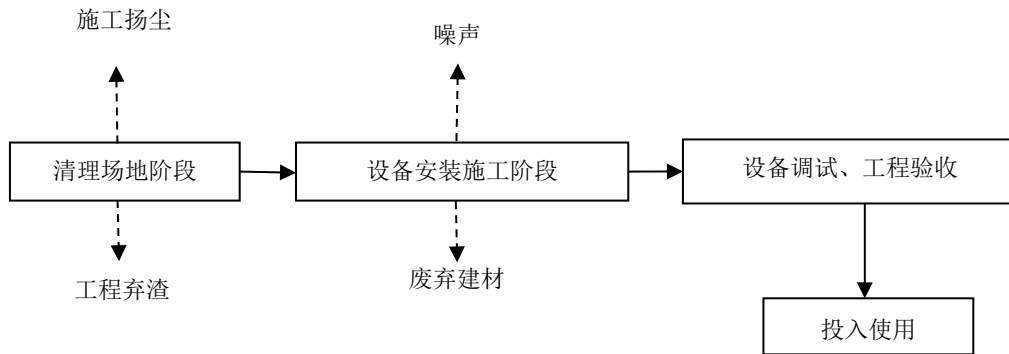 施工扬尘
噪声
清理场地阶段
设备安装施工阶段
设备调试、工程验收
工程弃渣
废弃建材
投入使用